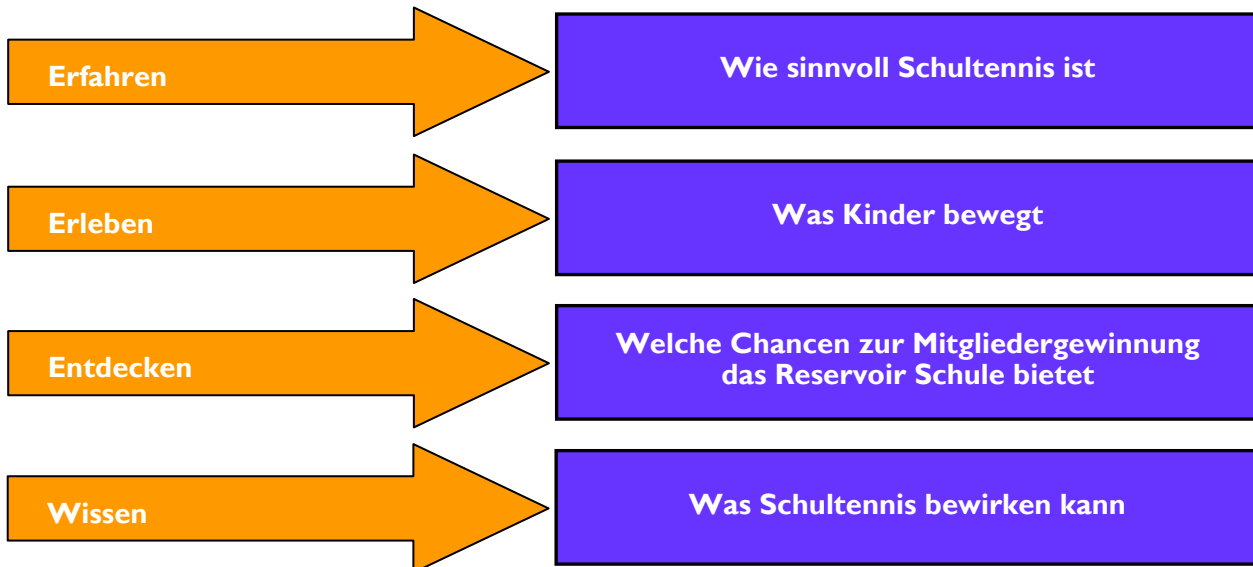 Erfahren
Wie sinnvoll Schultennis ist
Erleben
Was Kinder bewegt
Entdecken
Welche Chancen zur Mitgliedergewinnung
das Reservoir Schule bietet
Wissen
Was Schultennis bewirken kann